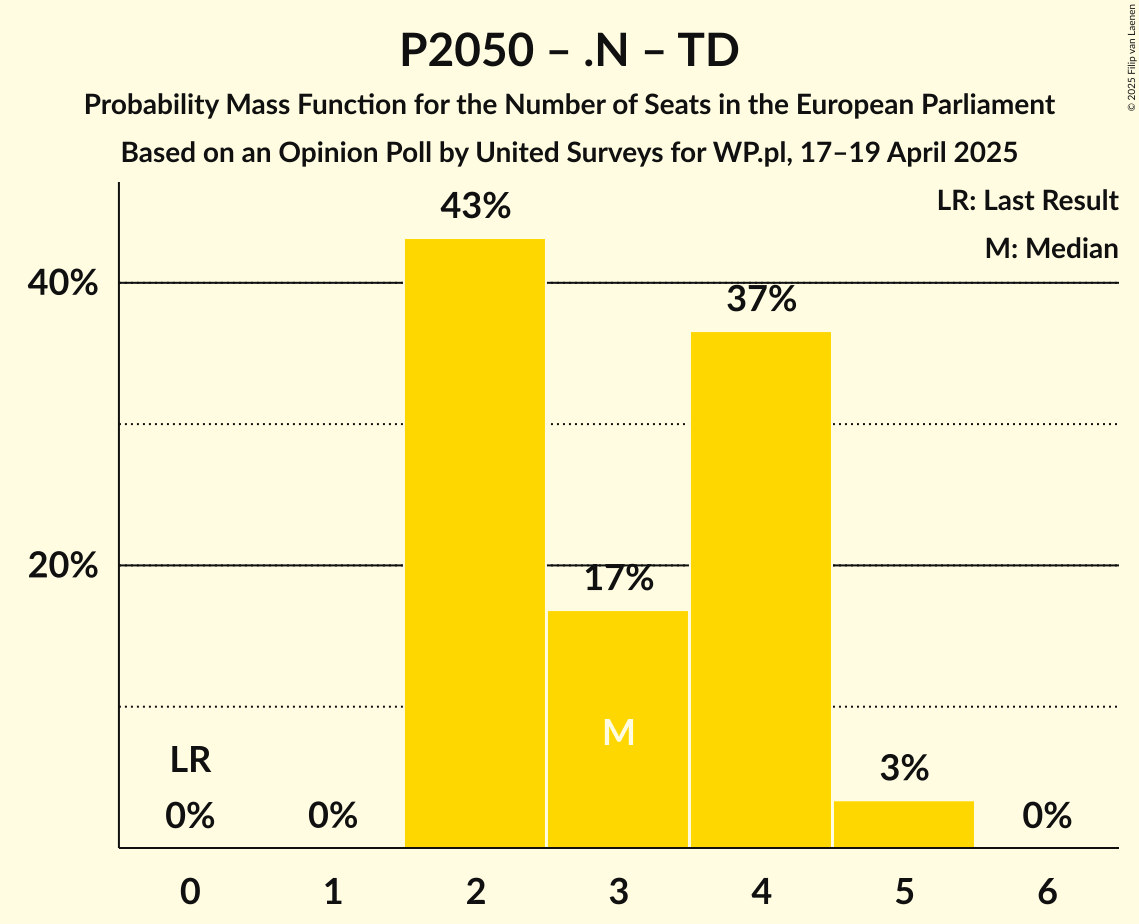 P2050 – .N – TD
Probability Mass Function for the Number of Seats in the European Parliament
Based on an Opinion Poll by United Surveys for WP.pl, 17–19 April 2025
© 2025 Filip van Laenen
LR: Last Result
M: Median
43%
40%
37%
20%
17%
M
LR
3%
0%
0%
0%
0
1
2
3
4
5
6